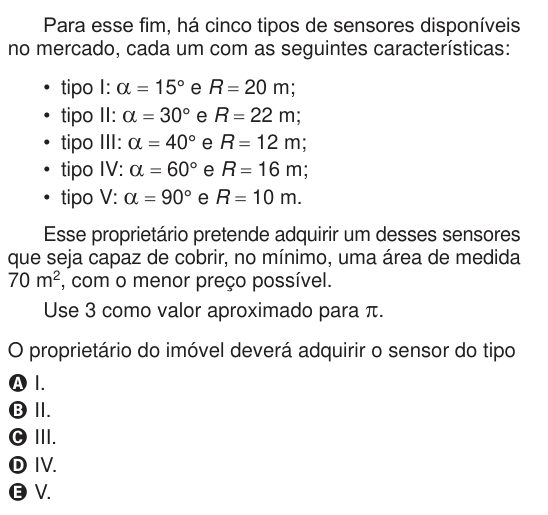 Para esse fim, há cinco tipos de sensores disponíveis
no mercado, cada um com as seguintes características:
• tipo I: α = 15° e R = 20 m;
• tipo II: α = 30° e R = 22 m;
• tipo III: α = 40° e R = 12 m;
• tipo IV: α = 60° e R = 16 m;
• tipo V: α = 90° e R = 10 m.
Esse proprietário pretende adquirir um desses sensores
que seja capaz de cobrir, no mínimo, uma área de medida
70 m², com o menor preço possível.
Use 3 como valor aproximado para π.
O proprietário do imóvel deverá adquirir o sensor do tipo
A I.
B II.
C III.
D IV.
E V.